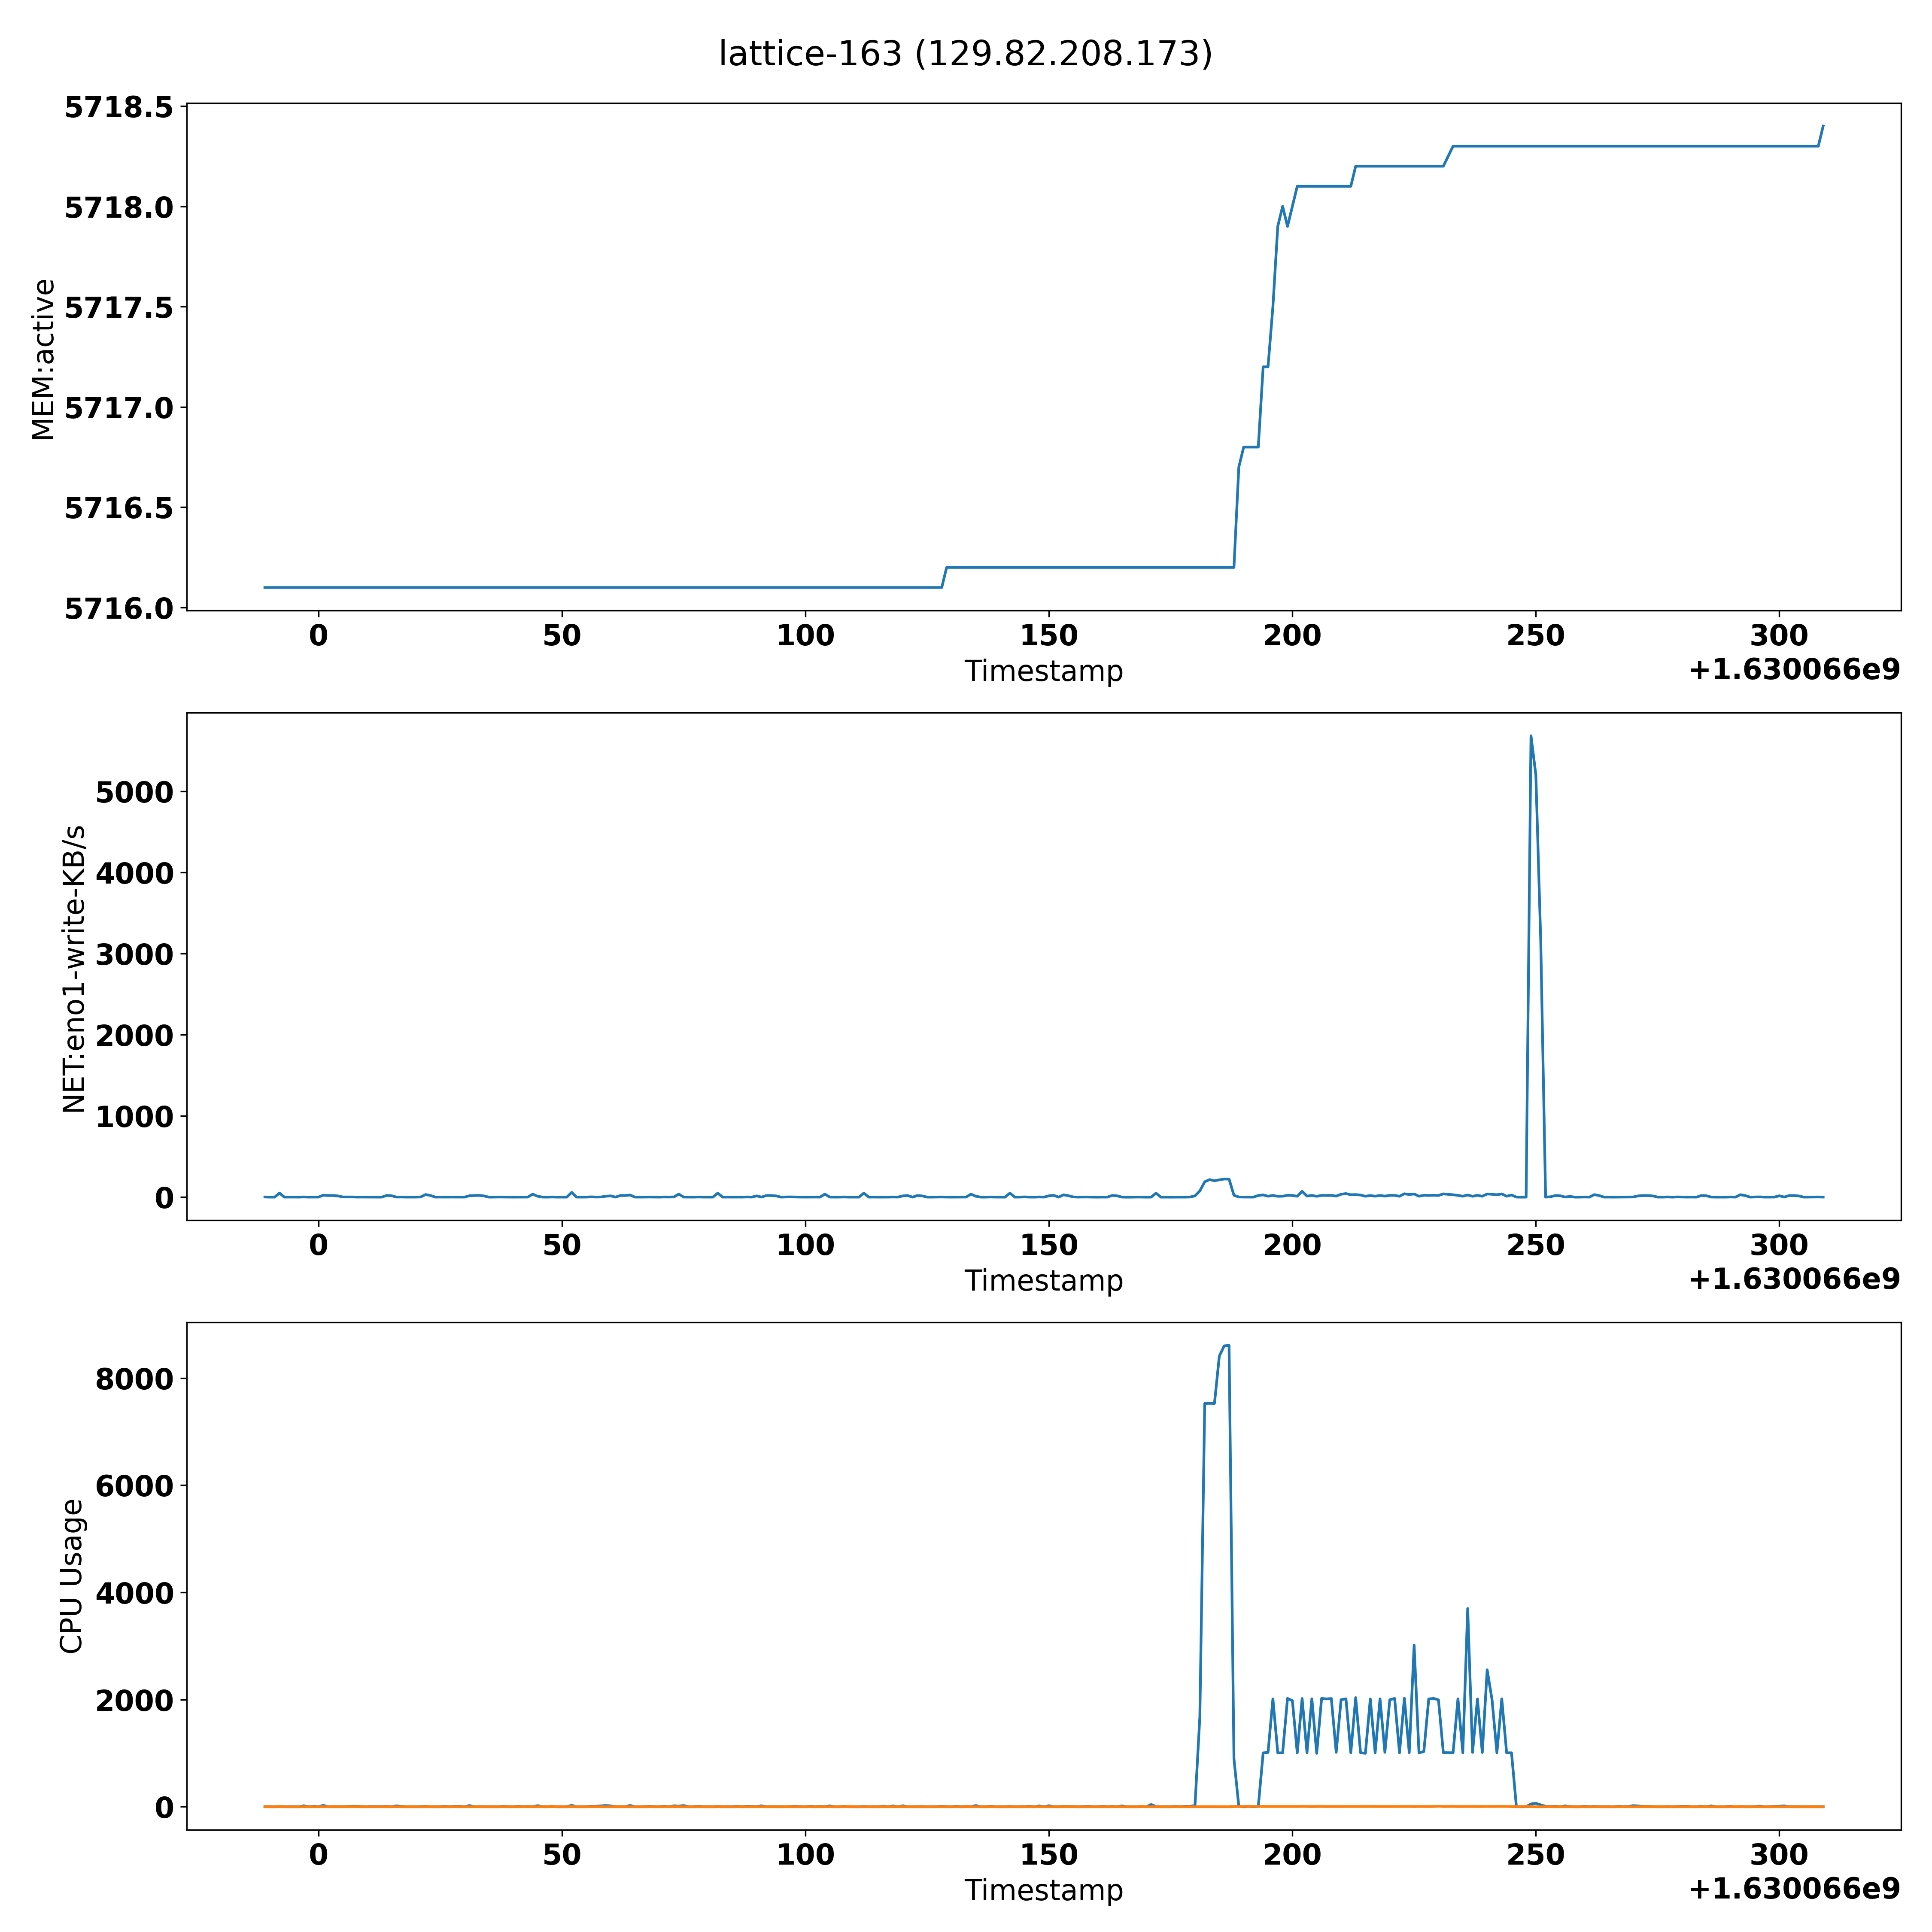 lattice-163 (129.82.208.173)
5718.5
5718.0
5717.5
5717.0
5716.5
5716.0
MEM:active
0 50 100 150 200 250 300
Timestamp
+1.630066e9
5000
4000
3000
2000
1000
0
NET:eno1-write-KB/s
0 50 100 150 200 250 300
Timestamp
+1.630066e9
8000
6000
4000
2000
0
CPU Usage
0 50 100 150 200 250 300
Timestamp
+1.630066e9